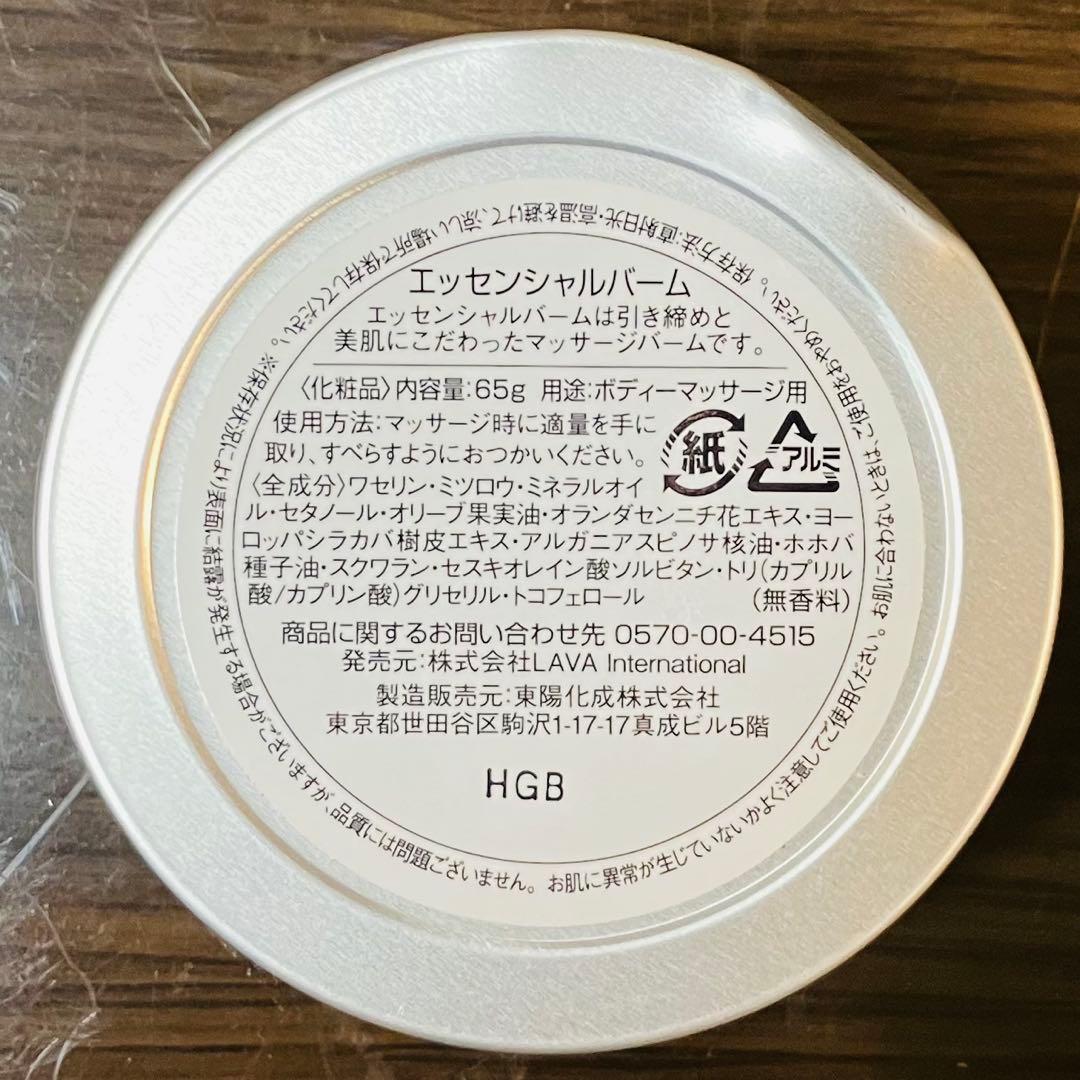 エッセンシャルバーム
エッセンシャルバームは引き締めと
美肌にこだわったマッサージバームです。
〈化粧品〉内容量:65g 用途:ボディーマッサージ用
使用方法:マッサージ時に適量を手に
取り、すべらすようにおつかいください。
紙
アルミ
〈全成分〉ワセリン・ミツロウ・ミネラルオイ
ル・セタノール・オリーブ果実油・オランダセンニチ花エキス・ヨー
ロッパシラカバ樹皮エキス・アルガニアスピノサ核油・ホホバ
種子油・スクワラン・セスキオレイン酸ソルビタン・トリ(カプリル
酸/カプリン酸)グリセリル・トコフェロール (無香料)
商品に関するお問い合わせ先 0570-00-4515
発売元:株式会社LAVA International
製造販売元:東陽化成株式会社
東京都世田谷区駒沢1-17-17真成ビル5階
HGB
お肌に異常が生じていないかよく注意してご使用ください。お肌に合わないときは、ご使用をおやめください。保存方法:直射日光・高温を避けて、涼しい場所で保存してください。※保存状況により表面に結露が発生する場合がございますが、品質には問題ございません。